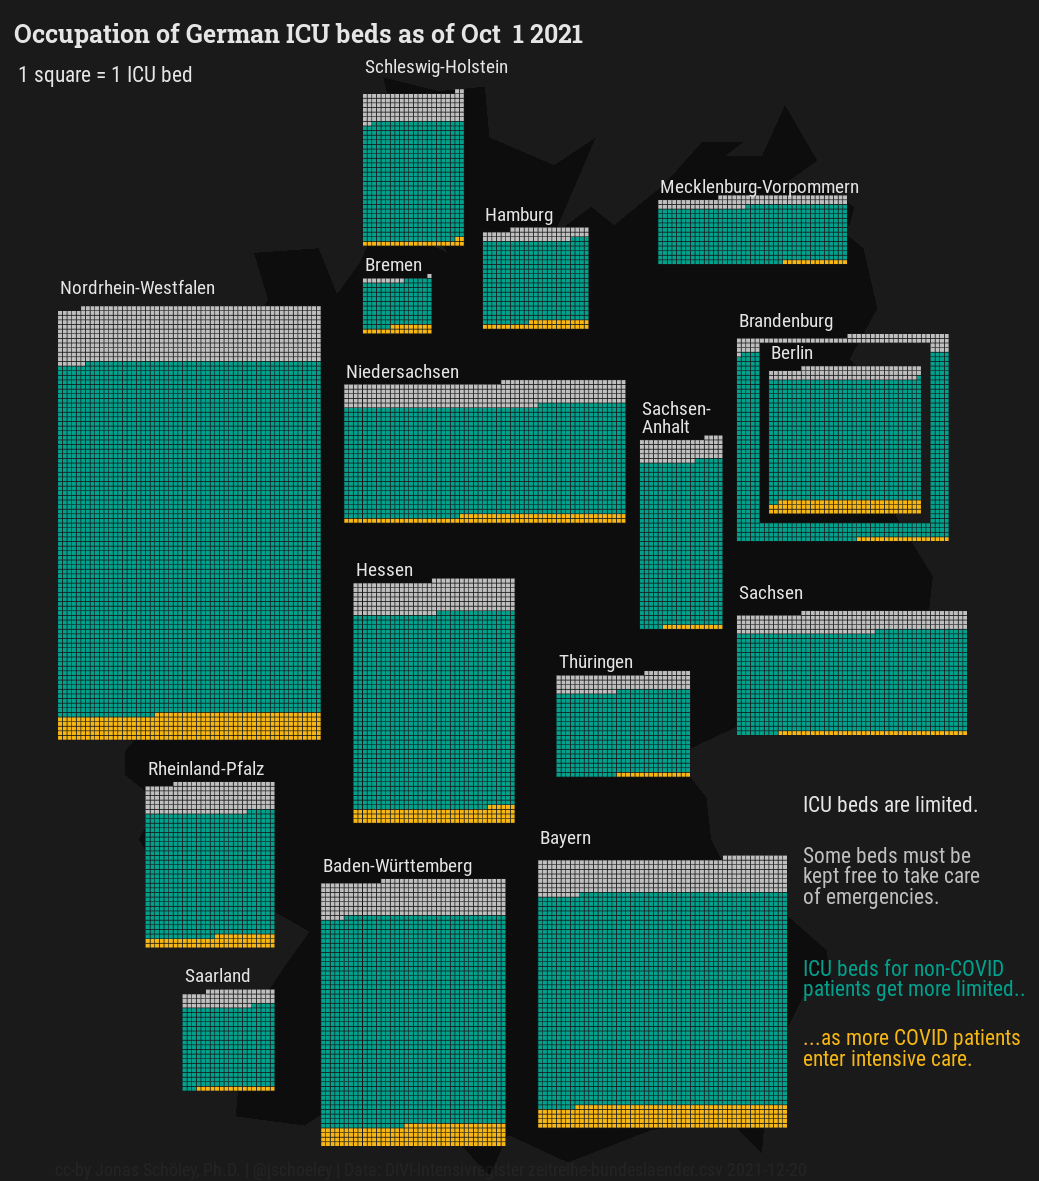 Occupation of German ICU beds as of Oct  1 2021
1 square = 1 ICU bed
Schleswig-Holstein
Mecklenburg-Vorpommern
Hamburg
Bremen
Nordrhein-Westfalen
Brandenburg
Berlin
Niedersachsen
Sachsen-
Anhalt
Hessen
Sachsen
Thüringen
Rheinland-Pfalz
ICU beds are limited.
Bayern
Some beds must be
kept free to take care
of emergencies.
Baden-Württemberg
Saarland
ICU beds for non-COVID
patients get more limited..
...as more COVID patients
enter intensive care.
cc-by Jonas Schöley, Ph.D. | @jschoeley | Data: DIVI-Intensivregister zeitreihe-bundeslaender.csv 2021-12-20